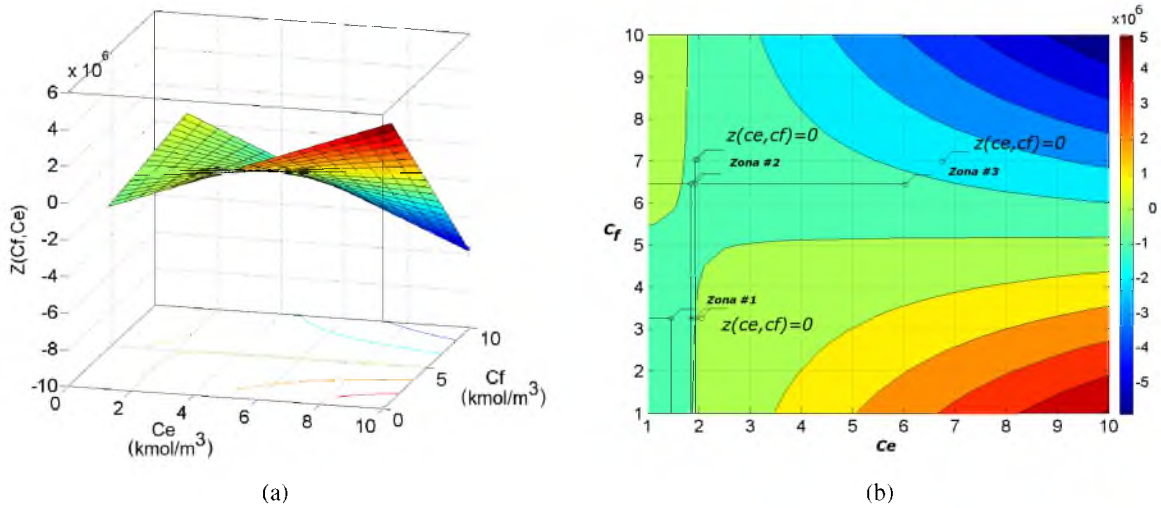 x 10^6
6
4
2
0
-2
-4
-6
-8
-10
Z(Cf,Ce)
0
2
4
6
8
10
Ce
(kmol/m^3)
0
5
10
Cf
(kmol/m^3)
(a)
10
9
8
7
6
5
4
3
2
1
C_f
1 2 3 4 5 6 7 8 9 10
Ce
z(ce,cf)=0
Zona #2
z(ce,cf)=0
Zona #3
Zona #1
z(ce,cf)=0
x10^6
5
4
3
2
1
0
-1
-2
-3
-4
-5
(b)